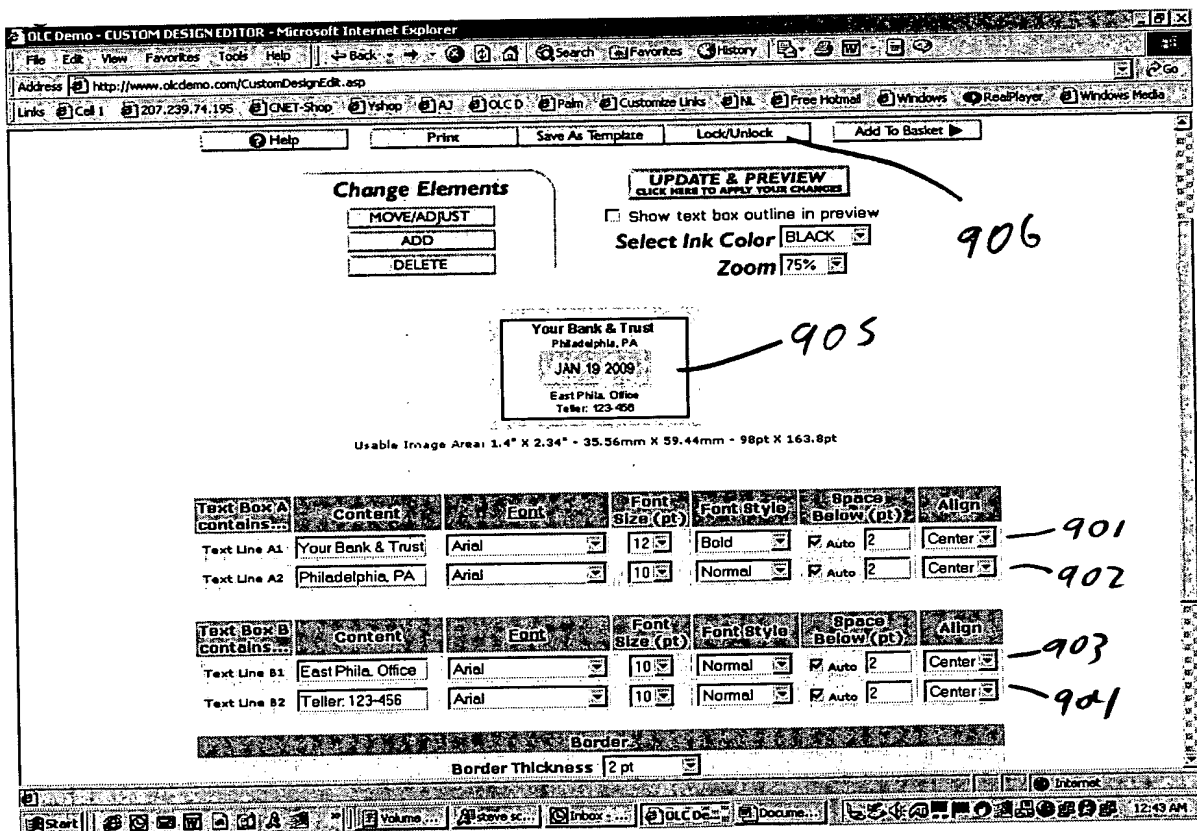 OLC Demo - CUSTOM DESIGN EDITOR - Microsoft Internet Explorer
File Edit View Favorites Tools Help Back Search Favorites History
Address http://www.olcdemo.com/CustomDesignEdit.asp Go
Links Call 1 207.239.74.195 CNET-Shop Yshop AJ OLC D Palm Customize Links NL Free Hotmail Windows RealPlayer Windows Media
Help Print Save As Template Lock/Unlock Add To Basket
Change Elements
MOVE/ADJUST
ADD
DELETE
UPDATE & PREVIEW
CLICK HERE TO APPLY YOUR CHANGES
Show text box outline in preview
Select Ink Color BLACK
Zoom 75%
906
Your Bank & Trust
Philadelphia, PA
JAN 19 2009
East Phila. Office
Teller: 123-456
905
Usable Image Area: 1.4" X 2.34" - 35.56mm X 59.44mm - 98pt X 163.8pt
Text Box A contains... Content Font Font Size (pt) Font Style Space Below (pt) Align
Text Line A1 Your Bank & Trust Arial 12 Bold Auto 2 Center 901
Text Line A2 Philadelphia, PA Arial 10 Normal Auto 2 Center 902
Text Box B contains... Content Font Font Size (pt) Font Style Space Below (pt) Align
Text Line B1 East Phila. Office Arial 10 Normal Auto 2 Center 903
Text Line B2 Teller: 123-456 Arial 10 Normal Auto 2 Center 904
Border
Border Thickness 2 pt
Internet
Start Volume... steve sc... Inbox - ... OLC De... Docume... 12:43 AM